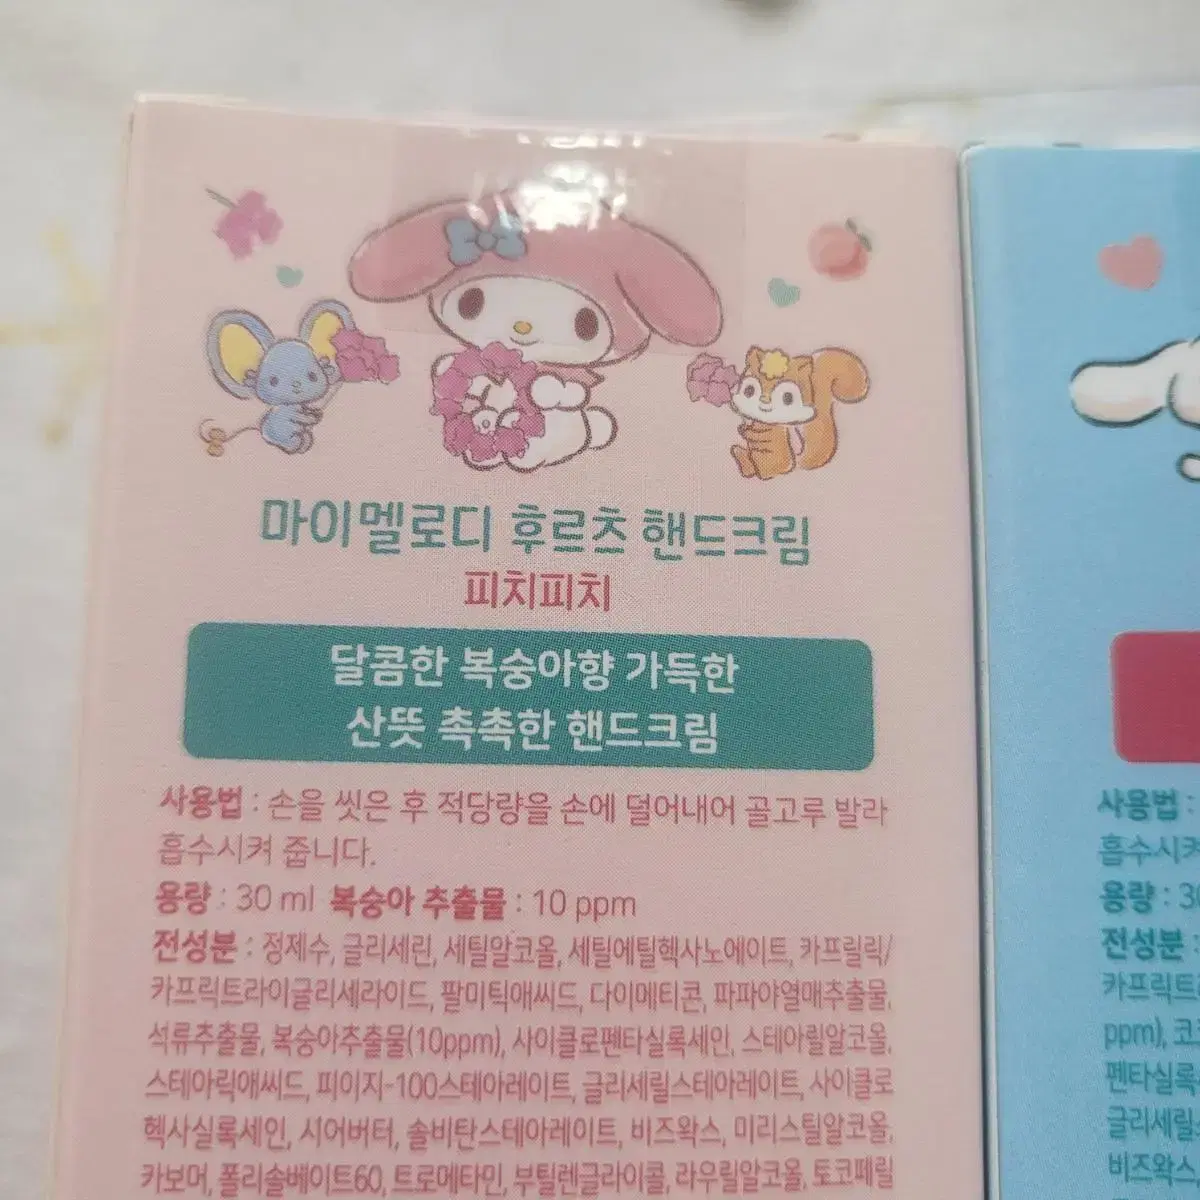 마이멜로디 후르츠 핸드크림
피치피치
달콤한 복숭아향 가득한
산뜻 촉촉한 핸드크림
사용법 : 손을 씻은 후 적당량을 손에 덜어내어 골고루 발라
흡수시켜 줍니다.
용량 : 30 ml 복숭아 추출물 : 10 ppm
전성분 : 정제수, 글리세린, 세틸알코올, 세틸에틸헥사노에이트, 카프릴릭/
카프릭트라이글리세라이드, 팔미틱애씨드, 다이메티콘, 파파야열매추출물,
석류추출물, 복숭아추출물(10ppm), 사이클로펜타실록세인, 스테아릴알코올,
스테아릭애씨드, 피이지-100스테아레이트, 글리세릴스테아레이트, 사이클로
헥사실록세인, 시어버터, 솔비탄스테아레이트, 비즈왁스, 미리스틸알코올,
카보머, 폴리솔베이트60, 트로메타민, 부틸렌글라이콜, 라우릴알코올, 토코페릴
사용법 :
흡수시켜
용량 : 30
전성분 :
카프릭트
ppm), 코
펜타실록
글리세릴
비즈왁스